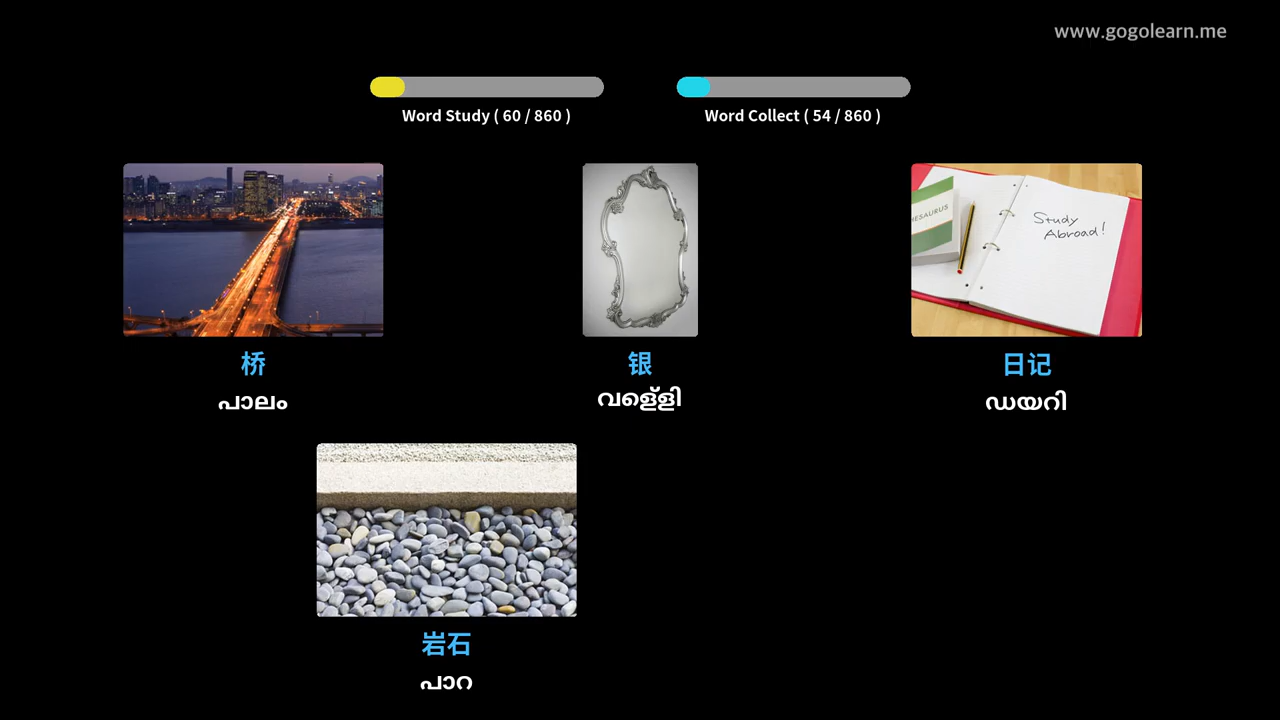 www.gogolearn.me
Word Study ( 60 / 860 )
Word Collect ( 54 / 860 )
THESAURUS
Study
Abroad!
桥
പാലം
银
വെള്ളി
日记
ഡയറി
岩石
പാറ